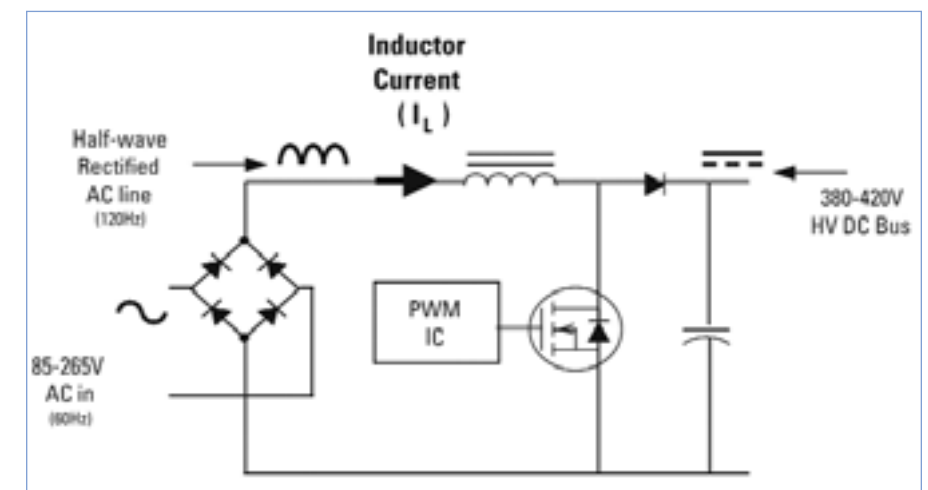 Inductor
Current
( I_L )
Half-wave
Rectified
AC line
(120Hz)
380-420V
HV DC Bus
PWM
IC
85-265V
AC in
(60Hz)